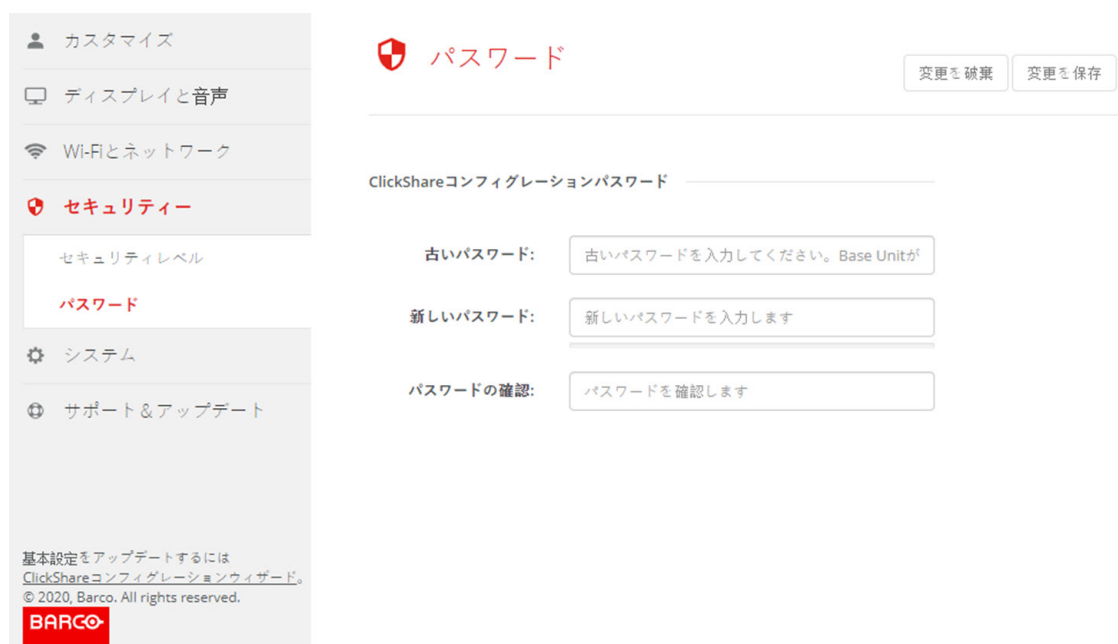 カスタマイズ
ディスプレイと音声
Wi-Fiとネットワーク
セキュリティー
セキュリティレベル
パスワード
システム
サポート＆アップデート
基本設定をアップデートするには
ClickShareコンフィグレーションウィザード。
© 2020, Barco. All rights reserved.
BARCO
パスワード
変更を破棄
変更を保存
ClickShareコンフィグレーションパスワード
古いパスワード: 古いパスワードを入力してください。Base Unitが
新しいパスワード: 新しいパスワードを入力します
パスワードの確認: パスワードを確認します